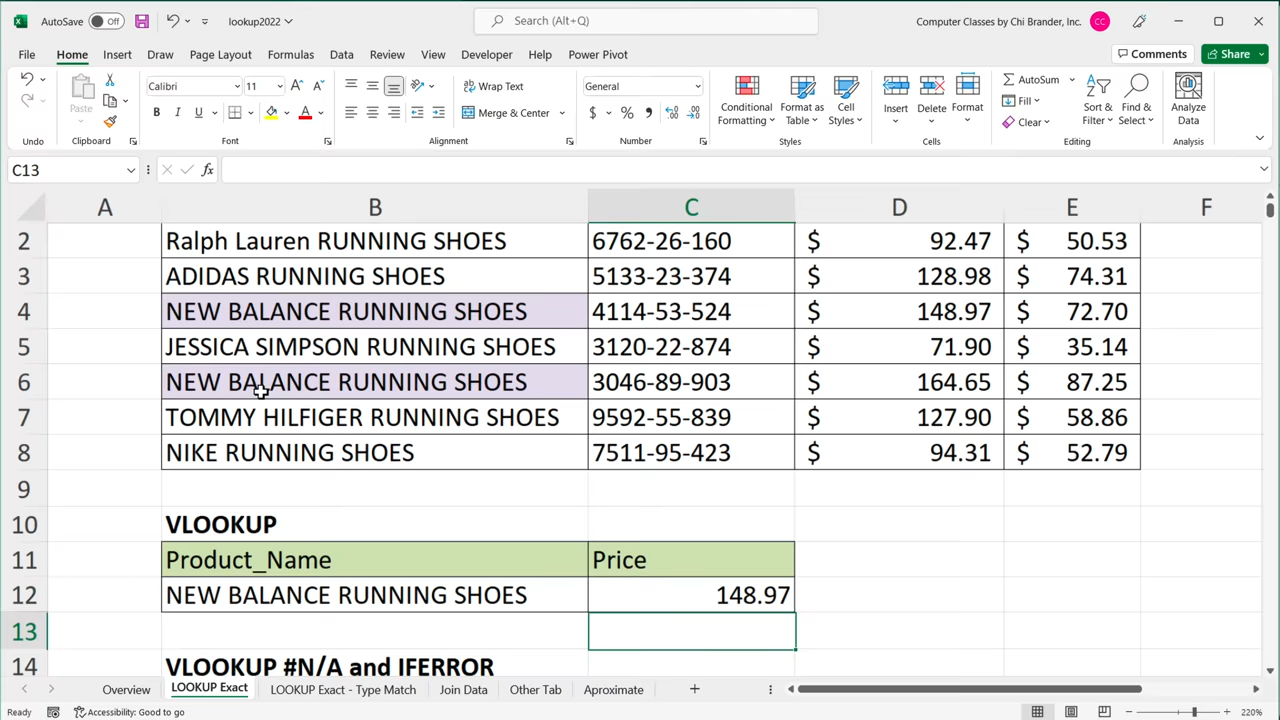 AutoSave Off lookup2022 Search (Alt+Q) Computer Classes by Chi Brander, Inc. CC
File Home Insert Draw Page Layout Formulas Data Review View Developer Help Power Pivot Comments Share
Calibri 11 Wrap Text General AutoSum
Paste Conditional Formatting Format as Table Cell Styles Insert Delete Format Fill Sort & Filter Find & Select Analyze Data
B I U Merge & Center $ % , Clear
Undo Clipboard Font Alignment Number Styles Cells Editing Analysis
C13 fx
A B C D E F
2 Ralph Lauren RUNNING SHOES 6762-26-160 $ 92.47 $ 50.53
3 ADIDAS RUNNING SHOES 5133-23-374 $ 128.98 $ 74.31
4 NEW BALANCE RUNNING SHOES 4114-53-524 $ 148.97 $ 72.70
5 JESSICA SIMPSON RUNNING SHOES 3120-22-874 $ 71.90 $ 35.14
6 NEW BALANCE RUNNING SHOES 3046-89-903 $ 164.65 $ 87.25
7 TOMMY HILFIGER RUNNING SHOES 9592-55-839 $ 127.90 $ 58.86
8 NIKE RUNNING SHOES 7511-95-423 $ 94.31 $ 52.79
9
10 VLOOKUP
11 Product_Name Price
12 NEW BALANCE RUNNING SHOES 148.97
13
14 VLOOKUP #N/A and IFERROR
Overview LOOKUP Exact LOOKUP Exact - Type Match Join Data Other Tab Aproximate
Ready Accessibility: Good to go 220%